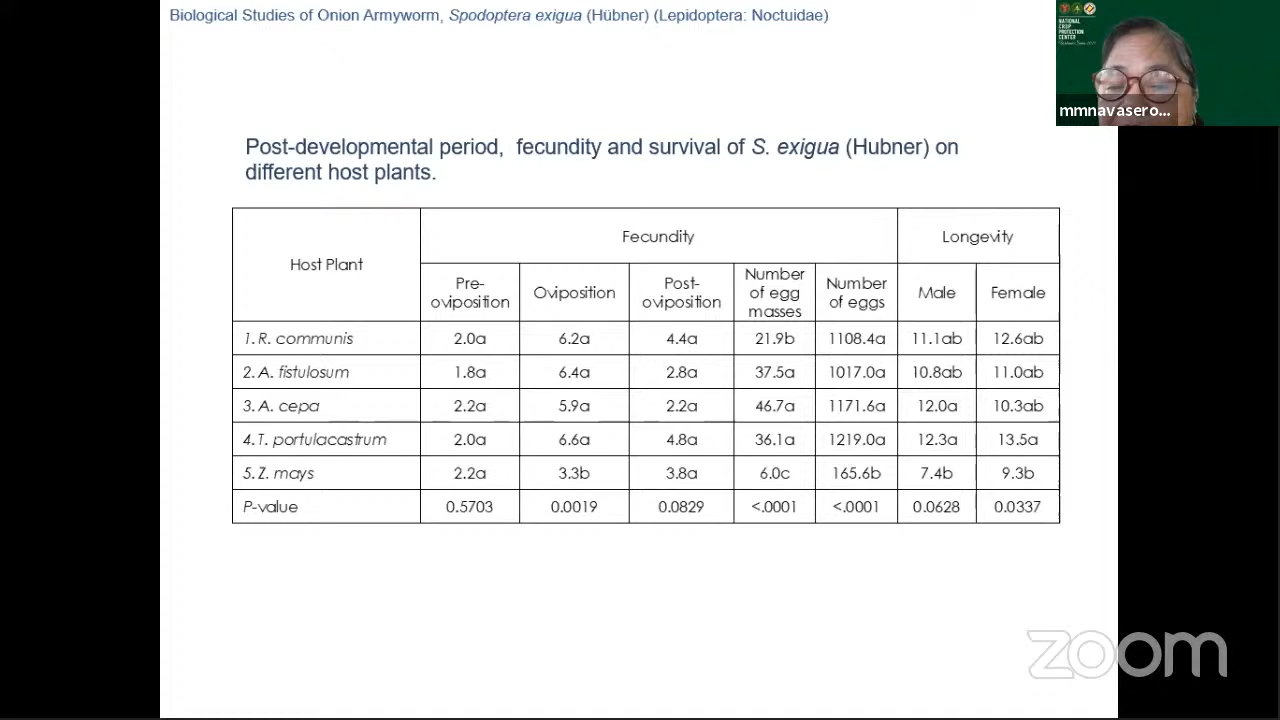 Biological Studies of Onion Armyworm, Spodoptera exigua (Hübner) (Lepidoptera: Noctuidae)
NATIONAL
CROP
PROTECTION
CENTER
mmnavasero...
Post-developmental period, fecundity and survival of S. exigua (Hubner) on
different host plants.
Host Plant Fecundity Longevity
Pre-oviposition Oviposition Post-oviposition Number of egg masses Number of eggs Male Female
1. R. communis 2.0a 6.2a 4.4a 21.9b 1108.4a 11.1ab 12.6ab
2. A. fistulosum 1.8a 6.4a 2.8a 37.5a 1017.0a 10.8ab 11.0ab
3. A. cepa 2.2a 5.9a 2.2a 46.7a 1171.6a 12.0a 10.3ab
4. T. portulacastrum 2.0a 6.6a 4.8a 36.1a 1219.0a 12.3a 13.5a
5. Z. mays 2.2a 3.3b 3.8a 6.0c 165.6b 7.4b 9.3b
P-value 0.5703 0.0019 0.0829 <.0001 <.0001 0.0628 0.0337
zoom